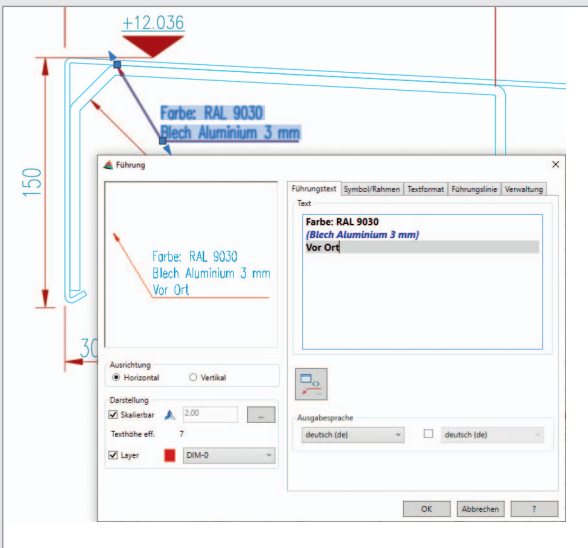 +12.036
Farbe: RAL 9030
Blech Aluminium 3 mm
150
30
Führung
Führungstext Symbol/Rahmen Textformat Führungslinie Verwaltung
Text
Farbe: RAL 9030
(Blech Aluminium 3 mm)
Vor Ort
Farbe: RAL 9030
Blech Aluminium 3 mm
Vor Ort
Ausrichtung
Horizontal Vertikal
Darstellung
Skalierbar 2.00 ...
Texthöhe eff. 7
Layer DIM-0
Ausgabesprache
deutsch (de) deutsch (de)
OK Abbrechen ?